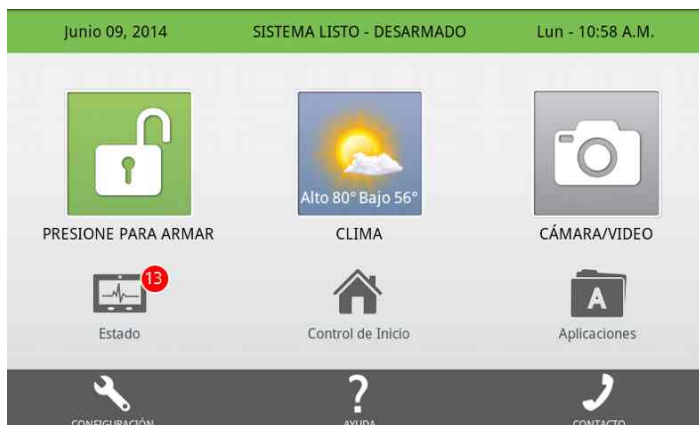 Junio 09, 2014 SISTEMA LISTO - DESARMADO Lun - 10:58 A.M.
Alto 80° Bajo 56°
PRESIONE PARA ARMAR CLIMA CÁMARA/VIDEO
13
A
Estado Control de Inicio Aplicaciones
?
CONFIGURACIÓN AYUDA CONTACTO